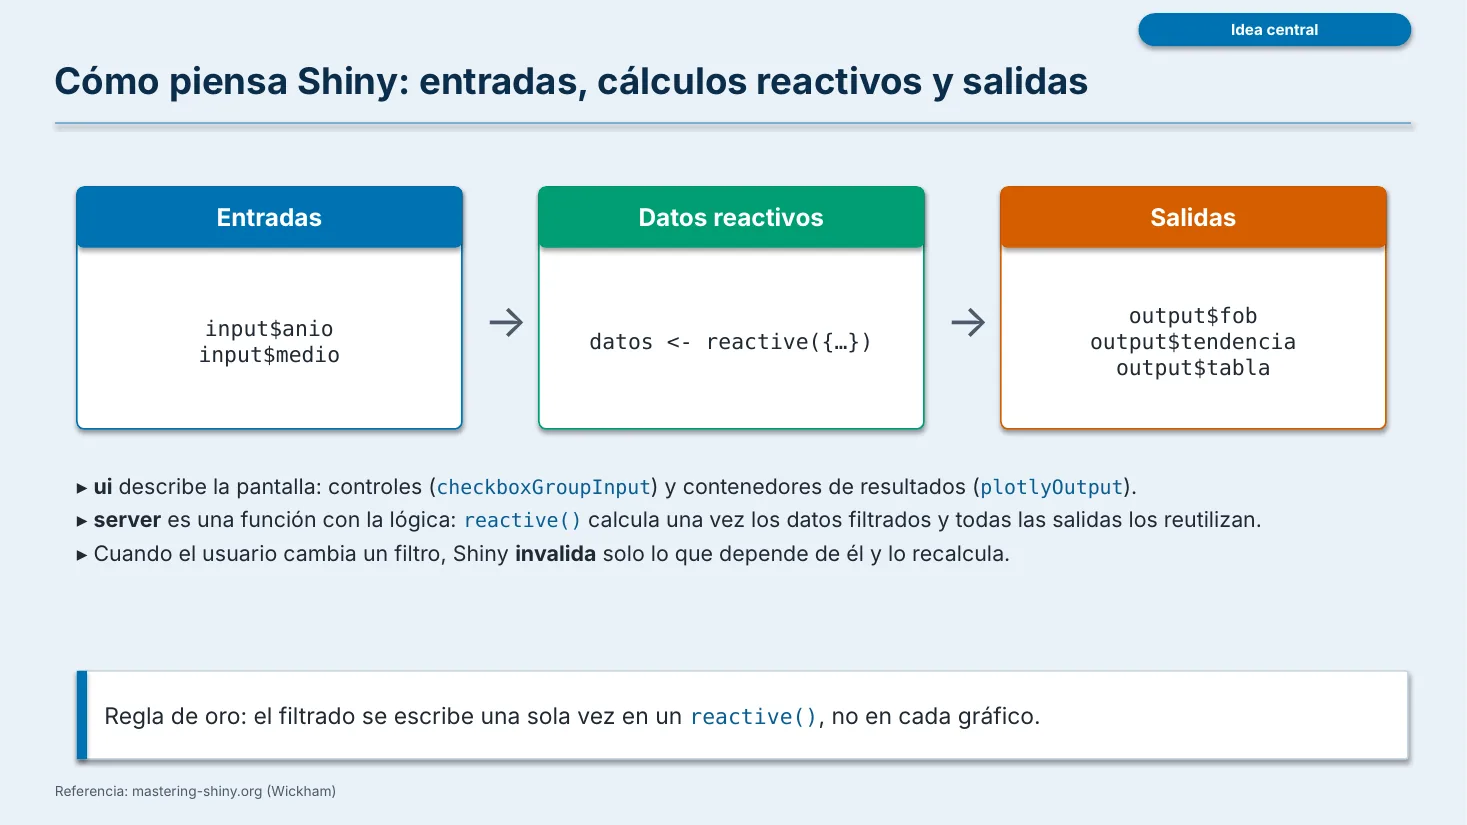 Idea central
Cómo piensa Shiny: entradas, cálculos reactivos y salidas
Entradas
input$anio
input$medio
→
Datos reactivos
datos <- reactive({…})
→
Salidas
output$fob
output$tendencia
output$tabla
▸ ui describe la pantalla: controles (checkboxGroupInput) y contenedores de resultados (plotlyOutput).
▸ server es una función con la lógica: reactive() calcula una vez los datos filtrados y todas las salidas los reutilizan.
▸ Cuando el usuario cambia un filtro, Shiny invalida solo lo que depende de él y lo recalcula.
Regla de oro: el filtrado se escribe una sola vez en un reactive(), no en cada gráfico.
Referencia: mastering-shiny.org (Wickham)